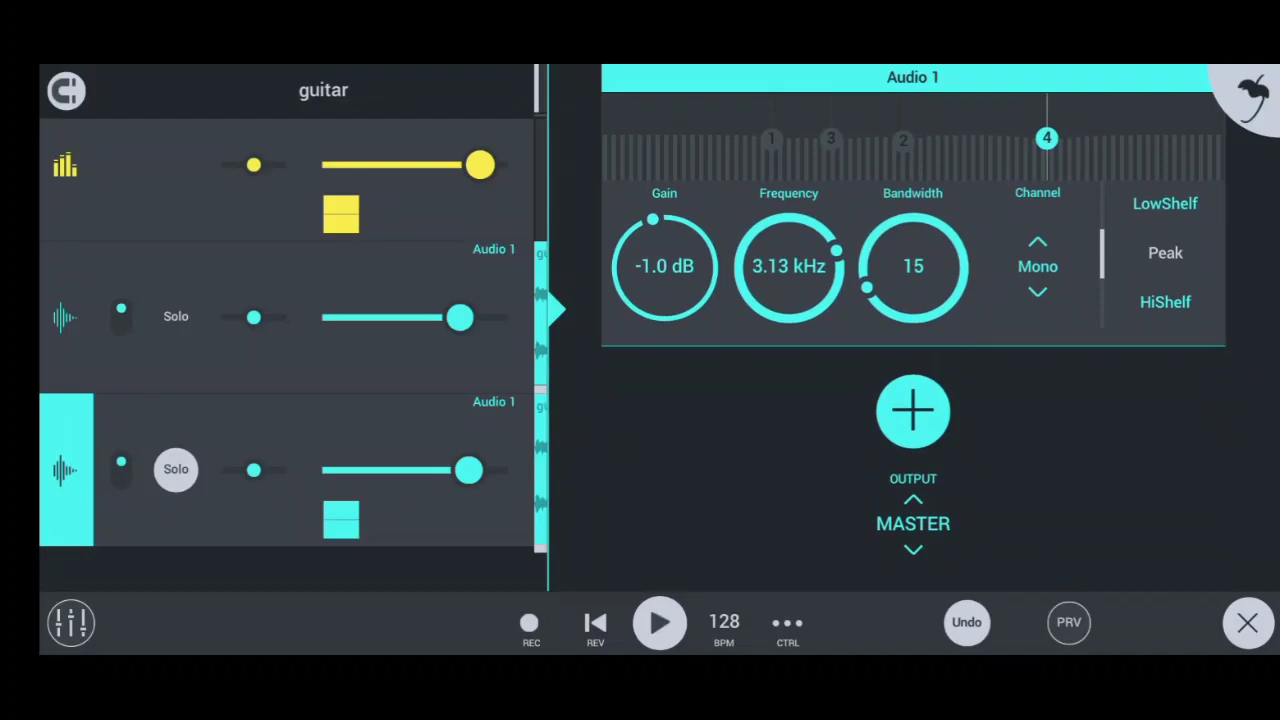 guitar
Audio 1
1
3
2
4
Gain
Frequency
Bandwidth
Channel
-1.0 dB
3.13 kHz
15
Mono
LowShelf
Peak
HiShelf
Audio 1
Solo
Audio 1
Solo
OUTPUT
MASTER
REC
REV
128
BPM
CTRL
Undo
PRV